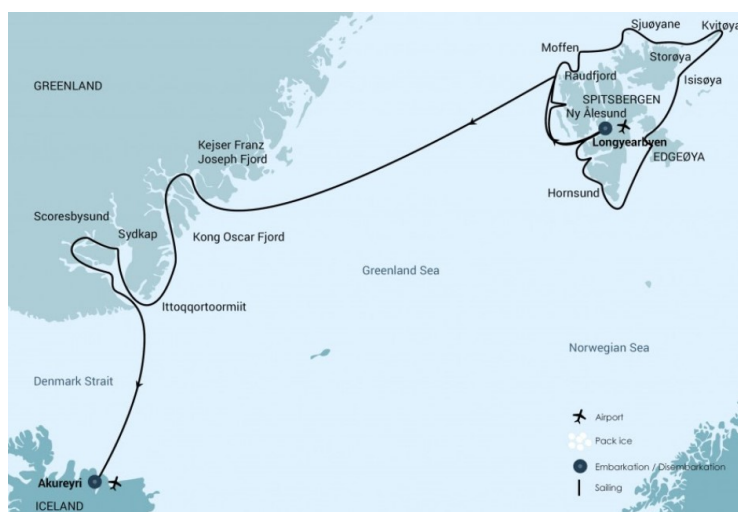 Sjuøyane
Kvitøya
Moffen
Storøya
Raudfjord
Isisøya
GREENLAND
SPITSBERGEN
Ny Ålesund
Longyearbyen
Kejser Franz
Joseph Fjord
EDGEØYA
Hornsund
Scoresbysund
Sydkap
Kong Oscar Fjord
Greenland Sea
Ittoqqortoormiit
Norwegian Sea
Denmark Strait
Airport
Pack ice
Embarkation / Disembarkation
Sailing
Akureyri
ICELAND